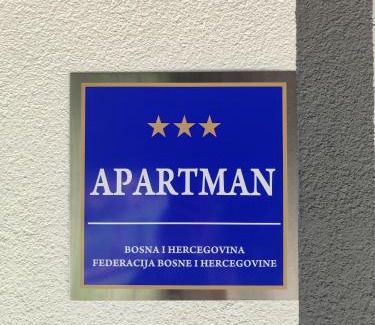 APARTMAN
BOSNA I HERCEGOVINA
FEDERACIJA BOSNE I HERCEGOVINE